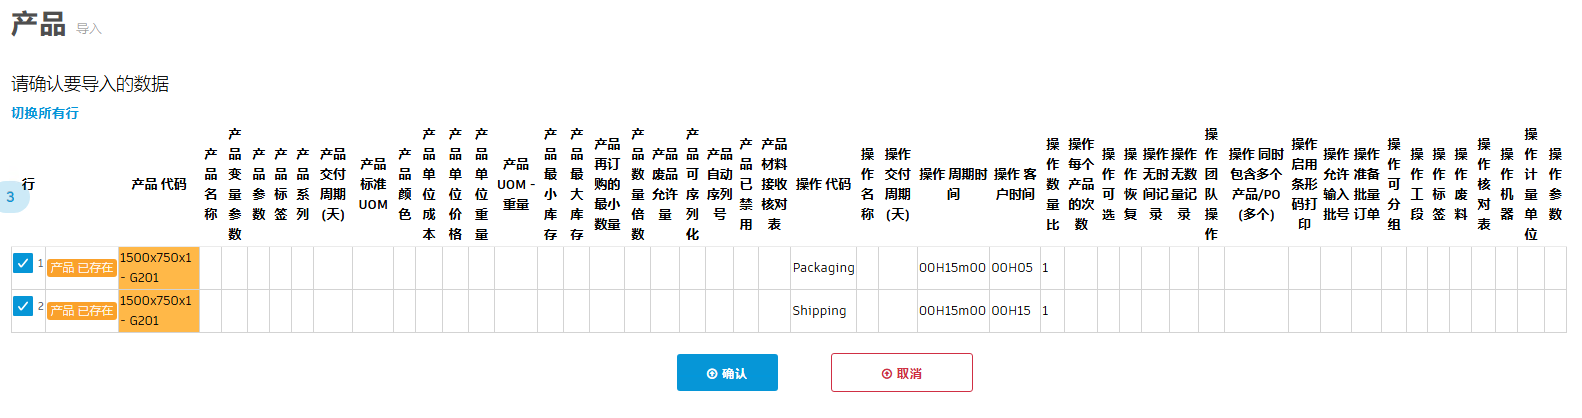 产品 导入
请确认要导入的数据
切换所有行
3
行
产品 代码
产品名称
产品变量参数
产品参数
产品标签
产品系列
产品交付周期(天)
产品标准UOM
产品颜色
产品单位成本
产品单位价格
产品单位重量
产品UOM - 重量
产品最小库存
产品最大库存
产品再订购的最小数量
产品数量倍数
产品废品允许量
产品可序列化
产品自动序列号
产品已禁用
产品材料接收核对表
操作 代码
操作名称
操作交付周期(天)
操作 周期时间
操作 客户时间
操作数量比
操作每个产品的次数
操作可选
操作恢复
操作无时间记录
操作无数量记录
操作团队操作
操作 同时包含多个产品/PO(多个)
操作启用条形码打印
操作允许输入批号
操作准备批量订单
操作可分组
操作工段
操作标签
操作废料
操作核对表
操作机器
操作计量单位
操作参数
1 产品 已存在 1500x750x1 - G201 Packaging 00H15m00 00H05 1
2 产品 已存在 1500x750x1 - G201 Shipping 00H15m00 00H15 1
确认 取消